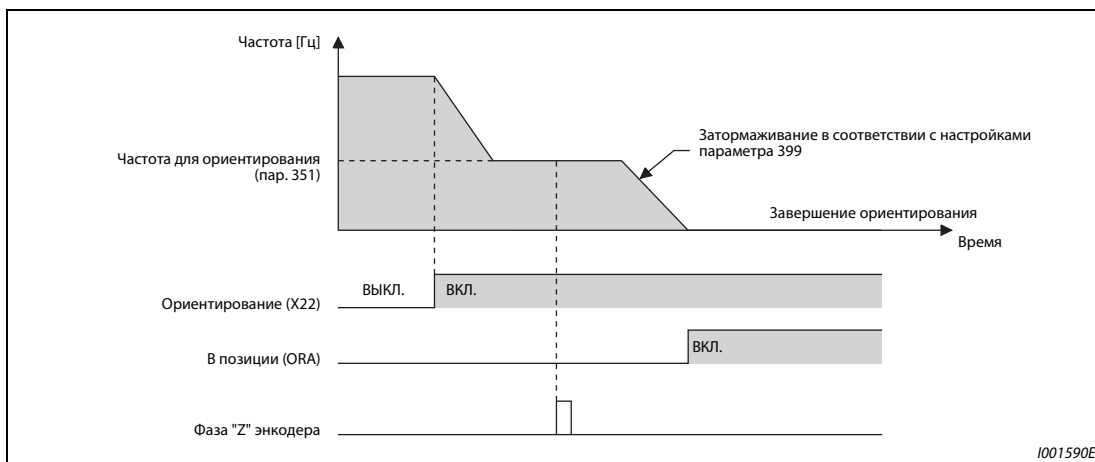 Частота [Гц]
Затормаживание в соответствии с настройками
параметра 399
Частота для ориентирования
(пар. 351)
Завершение ориентирования
Время
ВЫКЛ.
ВКЛ.
Ориентирование (X22)
ВКЛ.
В позиции (ORA)
Фаза "Z" энкодера
I001590E